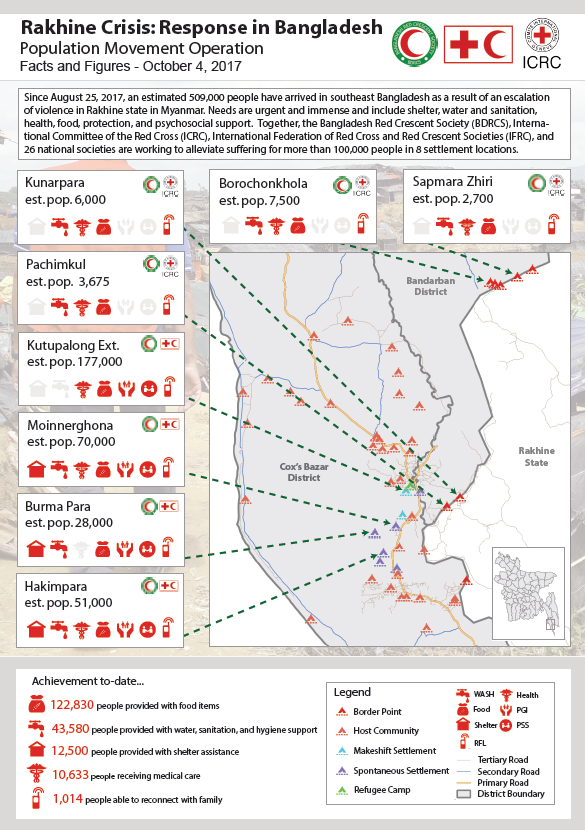 Rakhine Crisis: Response in Bangladesh
Population Movement Operation
Facts and Figures - October 4, 2017
ICRC
Since August 25, 2017, an estimated 509,000 people have arrived in southeast Bangladesh as a result of an escalation
of violence in Rakhine state in Myanmar. Needs are urgent and immense and include shelter, water and sanitation,
health, food, protection, and psychosocial support. Together, the Bangladesh Red Crescent Society (BDRCS), Interna-
tional Committee of the Red Cross (ICRC), International Federation of Red Cross and Red Crescent Societies (IFRC), and
26 national societies are working to alleviate suffering for more than 100,000 people in 8 settlement locations.
Kunarpara
est. pop. 6,000
ICRC
Borochonkhola
est. pop. 7,500
ICRC
Sapmara Zhiri
est. pop. 2,700
ICRC
Pachimkul
est. pop. 3,675
ICRC
Kutupalong Ext.
est. pop. 177,000
Moinnerghona
est. pop. 70,000
Burma Para
est. pop. 28,000
Hakimpara
est. pop. 51,000
Bandarban
District
Cox's Bazar
District
Rakhine
State
Achievement to-date...
122,830 people provided with food items
43,580 people provided with water, sanitation, and hygiene support
12,500 people provided with shelter assistance
10,633 people receiving medical care
1,014 people able to reconnect with family
Legend
Border Point
Host Community
Makeshift Settlement
Spontaneous Settlement
Refugee Camp
WASH
Health
Food
PGI
Shelter
PSS
RFL
Tertiary Road
Secondary Road
Primary Road
District Boundary